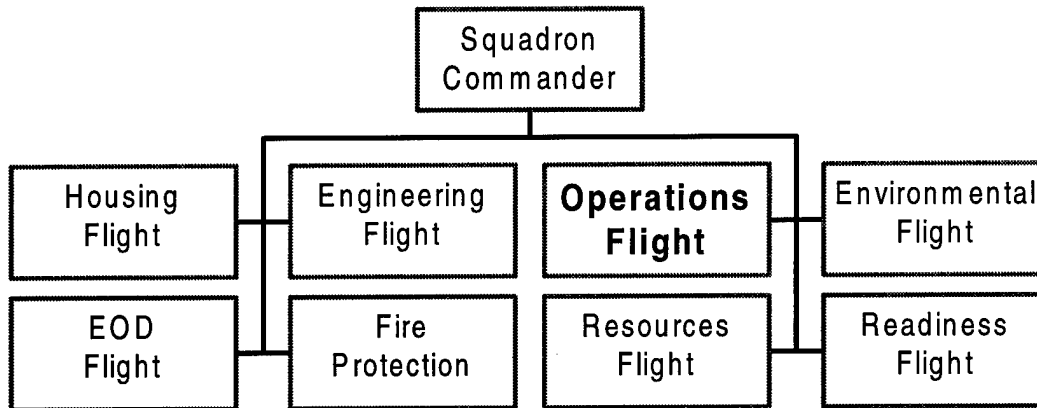 Squadron
Commander
Housing
Flight
Engineering
Flight
Operations
Flight
Environmental
Flight
EOD
Flight
Fire
Protection
Resources
Flight
Readiness
Flight